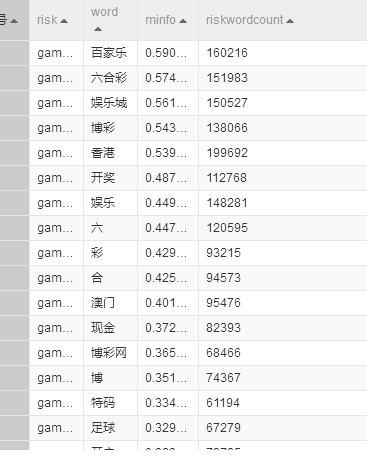 号 risk word minfo riskwordcount
gam... 百家乐 0.590... 160216
gam... 六合彩 0.574... 151983
gam... 娱乐城 0.561... 150527
gam... 博彩 0.543... 138066
gam... 香港 0.539... 199692
gam... 开奖 0.487... 112768
gam... 娱乐 0.449... 148281
gam... 六 0.447... 120595
gam... 彩 0.429... 93215
gam... 合 0.425... 94573
gam... 澳门 0.401... 95476
gam... 现金 0.372... 82393
gam... 博彩网 0.365... 68466
gam... 博 0.351... 74367
gam... 特码 0.334... 61194
gam... 足球 0.329... 67279